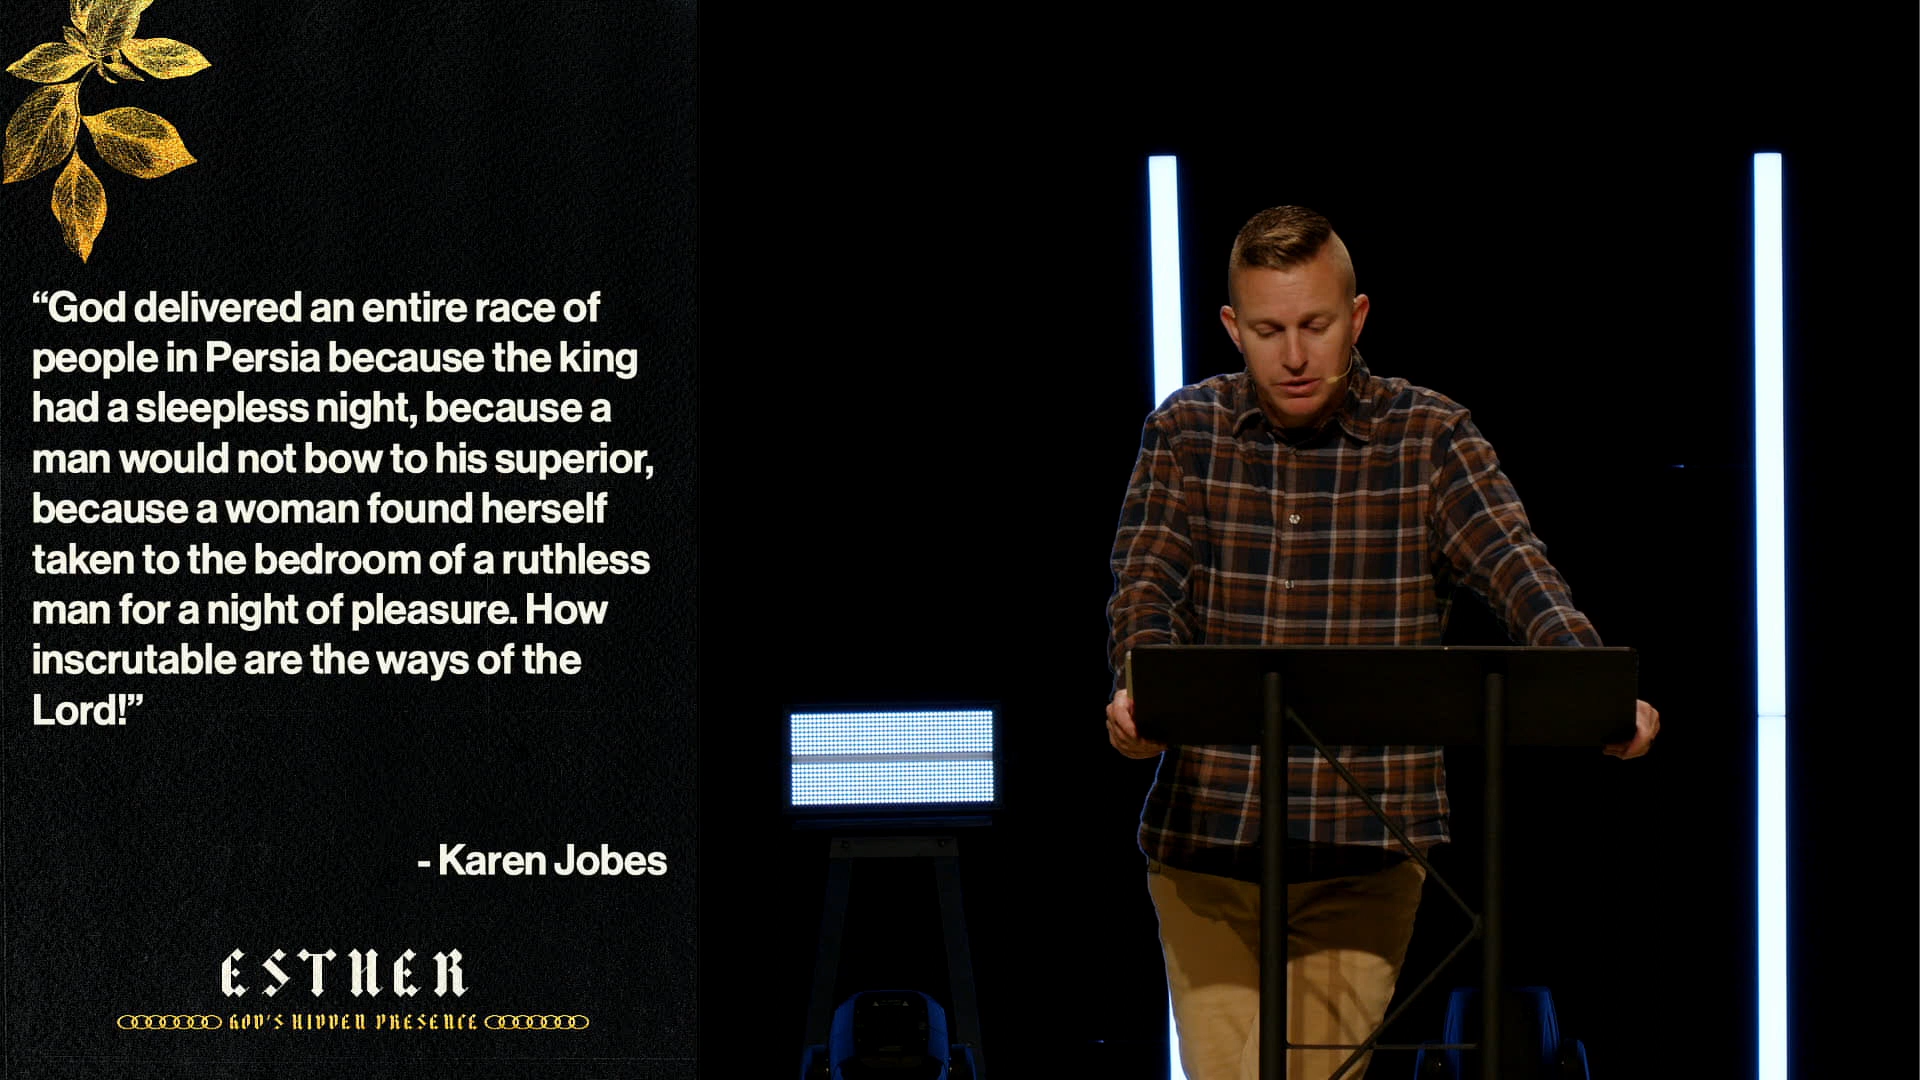 “God delivered an entire race of
people in Persia because the king
had a sleepless night, because a
man would not bow to his superior,
because a woman found herself
taken to the bedroom of a ruthless
man for a night of pleasure. How
inscrutable are the ways of the
Lord!”
- Karen Jobes
ESTHER
GOD'S HIDDEN PRESENCE